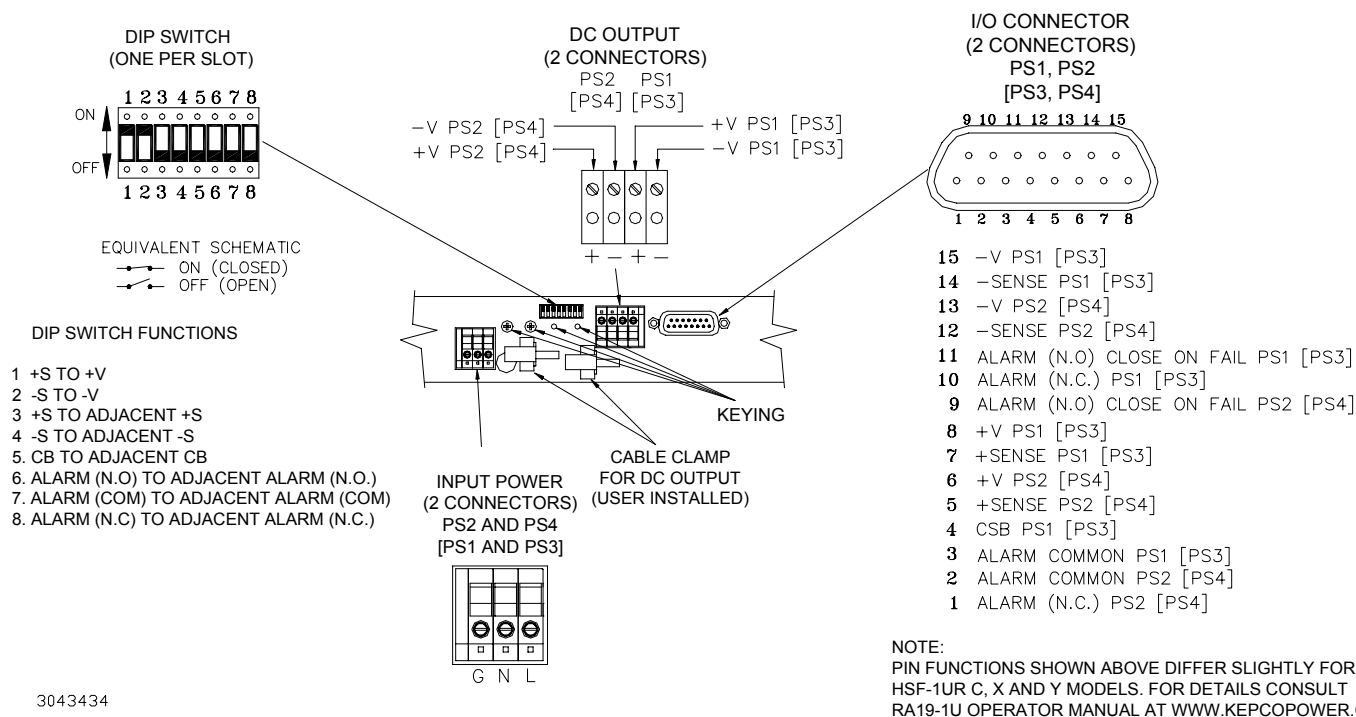 DIP SWITCH
(ONE PER SLOT)
1 2 3 4 5 6 7 8
ON
OFF
1 2 3 4 5 6 7 8
EQUIVALENT SCHEMATIC
ON (CLOSED)
OFF (OPEN)
DIP SWITCH FUNCTIONS
1 +S TO +V
2 -S TO -V
3 +S TO ADJACENT +S
4 -S TO ADJACENT -S
5. CB TO ADJACENT CB
6. ALARM (N.O) TO ADJACENT ALARM (N.O.)
7. ALARM (COM) TO ADJACENT ALARM (COM)
8. ALARM (N.C) TO ADJACENT ALARM (N.C.)
DC OUTPUT
(2 CONNECTORS)
PS2 PS1
[PS4] [PS3]
-V PS2 [PS4]
+V PS2 [PS4]
+V PS1 [PS3]
-V PS1 [PS3]
+ - + -
KEYING
CABLE CLAMP
FOR DC OUTPUT
(USER INSTALLED)
INPUT POWER
(2 CONNECTORS)
PS2 AND PS4
[PS1 AND PS3]
G N L
I/O CONNECTOR
(2 CONNECTORS)
PS1, PS2
[PS3, PS4]
9 10 11 12 13 14 15
1 2 3 4 5 6 7 8
15 -V PS1 [PS3]
14 -SENSE PS1 [PS3]
13 -V PS2 [PS4]
12 -SENSE PS2 [PS4]
11 ALARM (N.O) CLOSE ON FAIL PS1 [PS3]
10 ALARM (N.C.) PS1 [PS3]
9 ALARM (N.O) CLOSE ON FAIL PS2 [PS4]
8 +V PS1 [PS3]
7 +SENSE PS1 [PS3]
6 +V PS2 [PS4]
5 +SENSE PS2 [PS4]
4 CSB PS1 [PS3]
3 ALARM COMMON PS1 [PS3]
2 ALARM COMMON PS2 [PS4]
1 ALARM (N.C.) PS2 [PS4]
NOTE:
PIN FUNCTIONS SHOWN ABOVE DIFFER SLIGHTLY FOR
HSF-1UR C, X AND Y MODELS. FOR DETAILS CONSULT
RA19-1U OPERATOR MANUAL AT WWW.KEPCOPOWER.
3043434